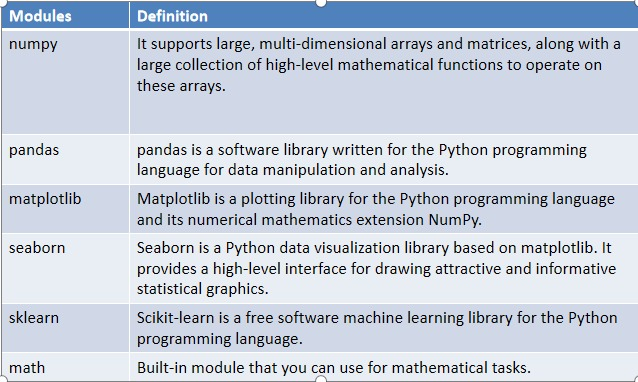 Modules Definition
numpy It supports large, multi-dimensional arrays and matrices, along with a
large collection of high-level mathematical functions to operate on
these arrays.
pandas pandas is a software library written for the Python programming
language for data manipulation and analysis.
matplotlib Matplotlib is a plotting library for the Python programming language
and its numerical mathematics extension NumPy.
seaborn Seaborn is a Python data visualization library based on matplotlib. It
provides a high-level interface for drawing attractive and informative
statistical graphics.
sklearn Scikit-learn is a free software machine learning library for the Python
programming language.
math Built-in module that you can use for mathematical tasks.